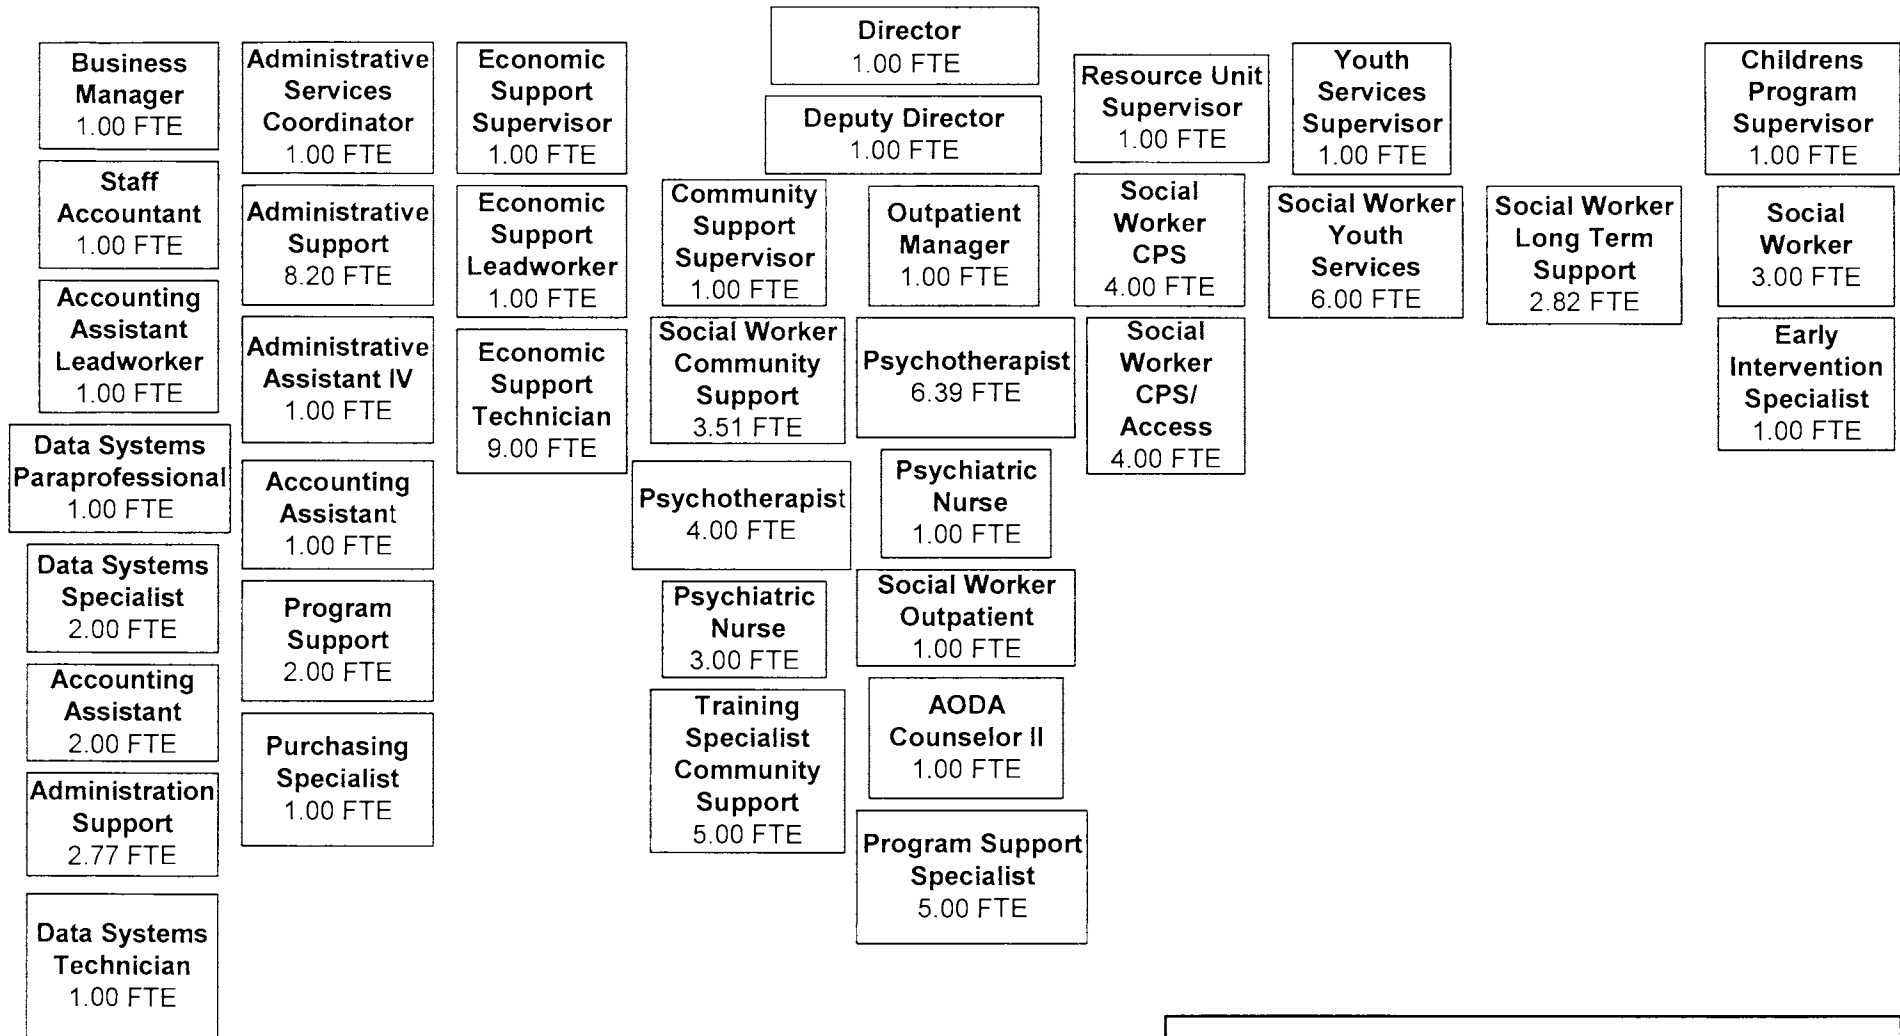 Director
1.00 FTE
Deputy Director
1.00 FTE
Business
Manager
1.00 FTE
Staff
Accountant
1.00 FTE
Accounting
Assistant
Leadworker
1.00 FTE
Data Systems
Paraprofessional
1.00 FTE
Data Systems
Specialist
2.00 FTE
Accounting
Assistant
2.00 FTE
Administration
Support
2.77 FTE
Data Systems
Technician
1.00 FTE
Administrative
Services
Coordinator
1.00 FTE
Administrative
Support
8.20 FTE
Administrative
Assistant IV
1.00 FTE
Accounting
Assistant
1.00 FTE
Program
Support
2.00 FTE
Purchasing
Specialist
1.00 FTE
Economic
Support
Supervisor
1.00 FTE
Economic
Support
Leadworker
1.00 FTE
Economic
Support
Technician
9.00 FTE
Community
Support
Supervisor
1.00 FTE
Social Worker
Community
Support
3.51 FTE
Psychotherapist
4.00 FTE
Psychiatric
Nurse
3.00 FTE
Training
Specialist
Community
Support
5.00 FTE
Outpatient
Manager
1.00 FTE
Psychotherapist
6.39 FTE
Psychiatric
Nurse
1.00 FTE
Social Worker
Outpatient
1.00 FTE
AODA
Counselor II
1.00 FTE
Program Support
Specialist
5.00 FTE
Resource Unit
Supervisor
1.00 FTE
Social
Worker
CPS
4.00 FTE
Social
Worker
CPS/
Access
4.00 FTE
Youth
Services
Supervisor
1.00 FTE
Social Worker
Youth
Services
6.00 FTE
Social Worker
Long Term
Support
2.82 FTE
Childrens
Program
Supervisor
1.00 FTE
Social
Worker
3.00 FTE
Early
Intervention
Specialist
1.00 FTE